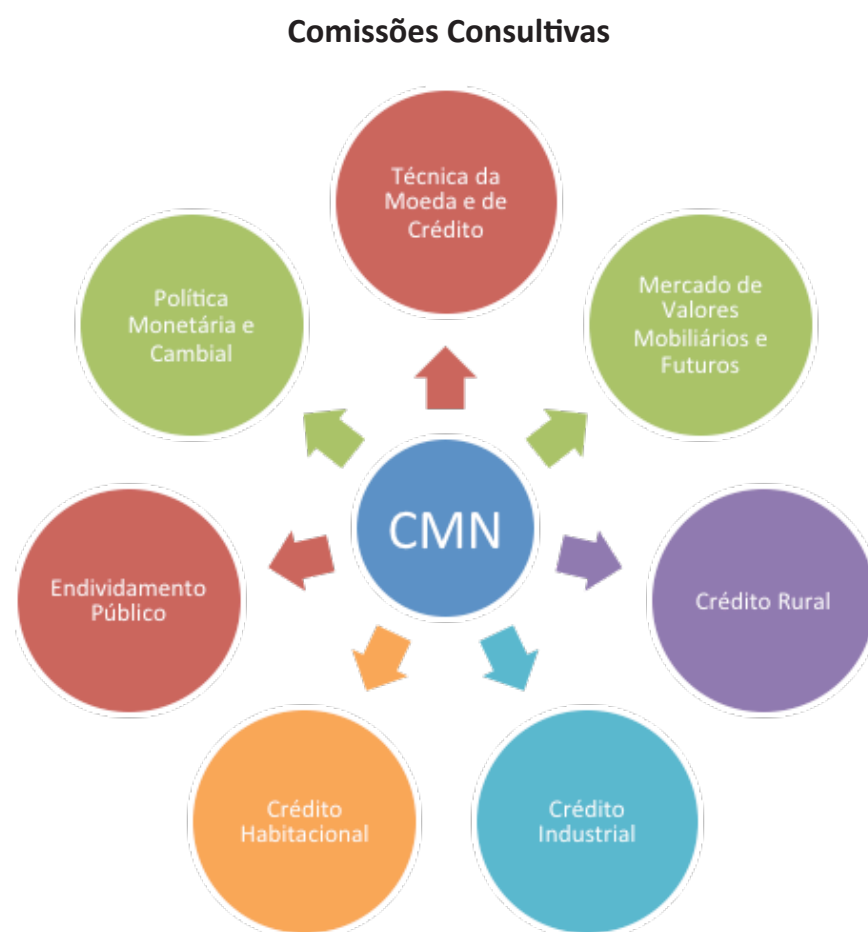 Comissões Consultivas
Técnica da
Moeda e de
Crédito
Mercado de
Valores
Mobiliários e
Futuros
Crédito Rural
Crédito
Industrial
Crédito
Habitacional
Endividamento
Público
Política
Monetária e
Cambial
CMN